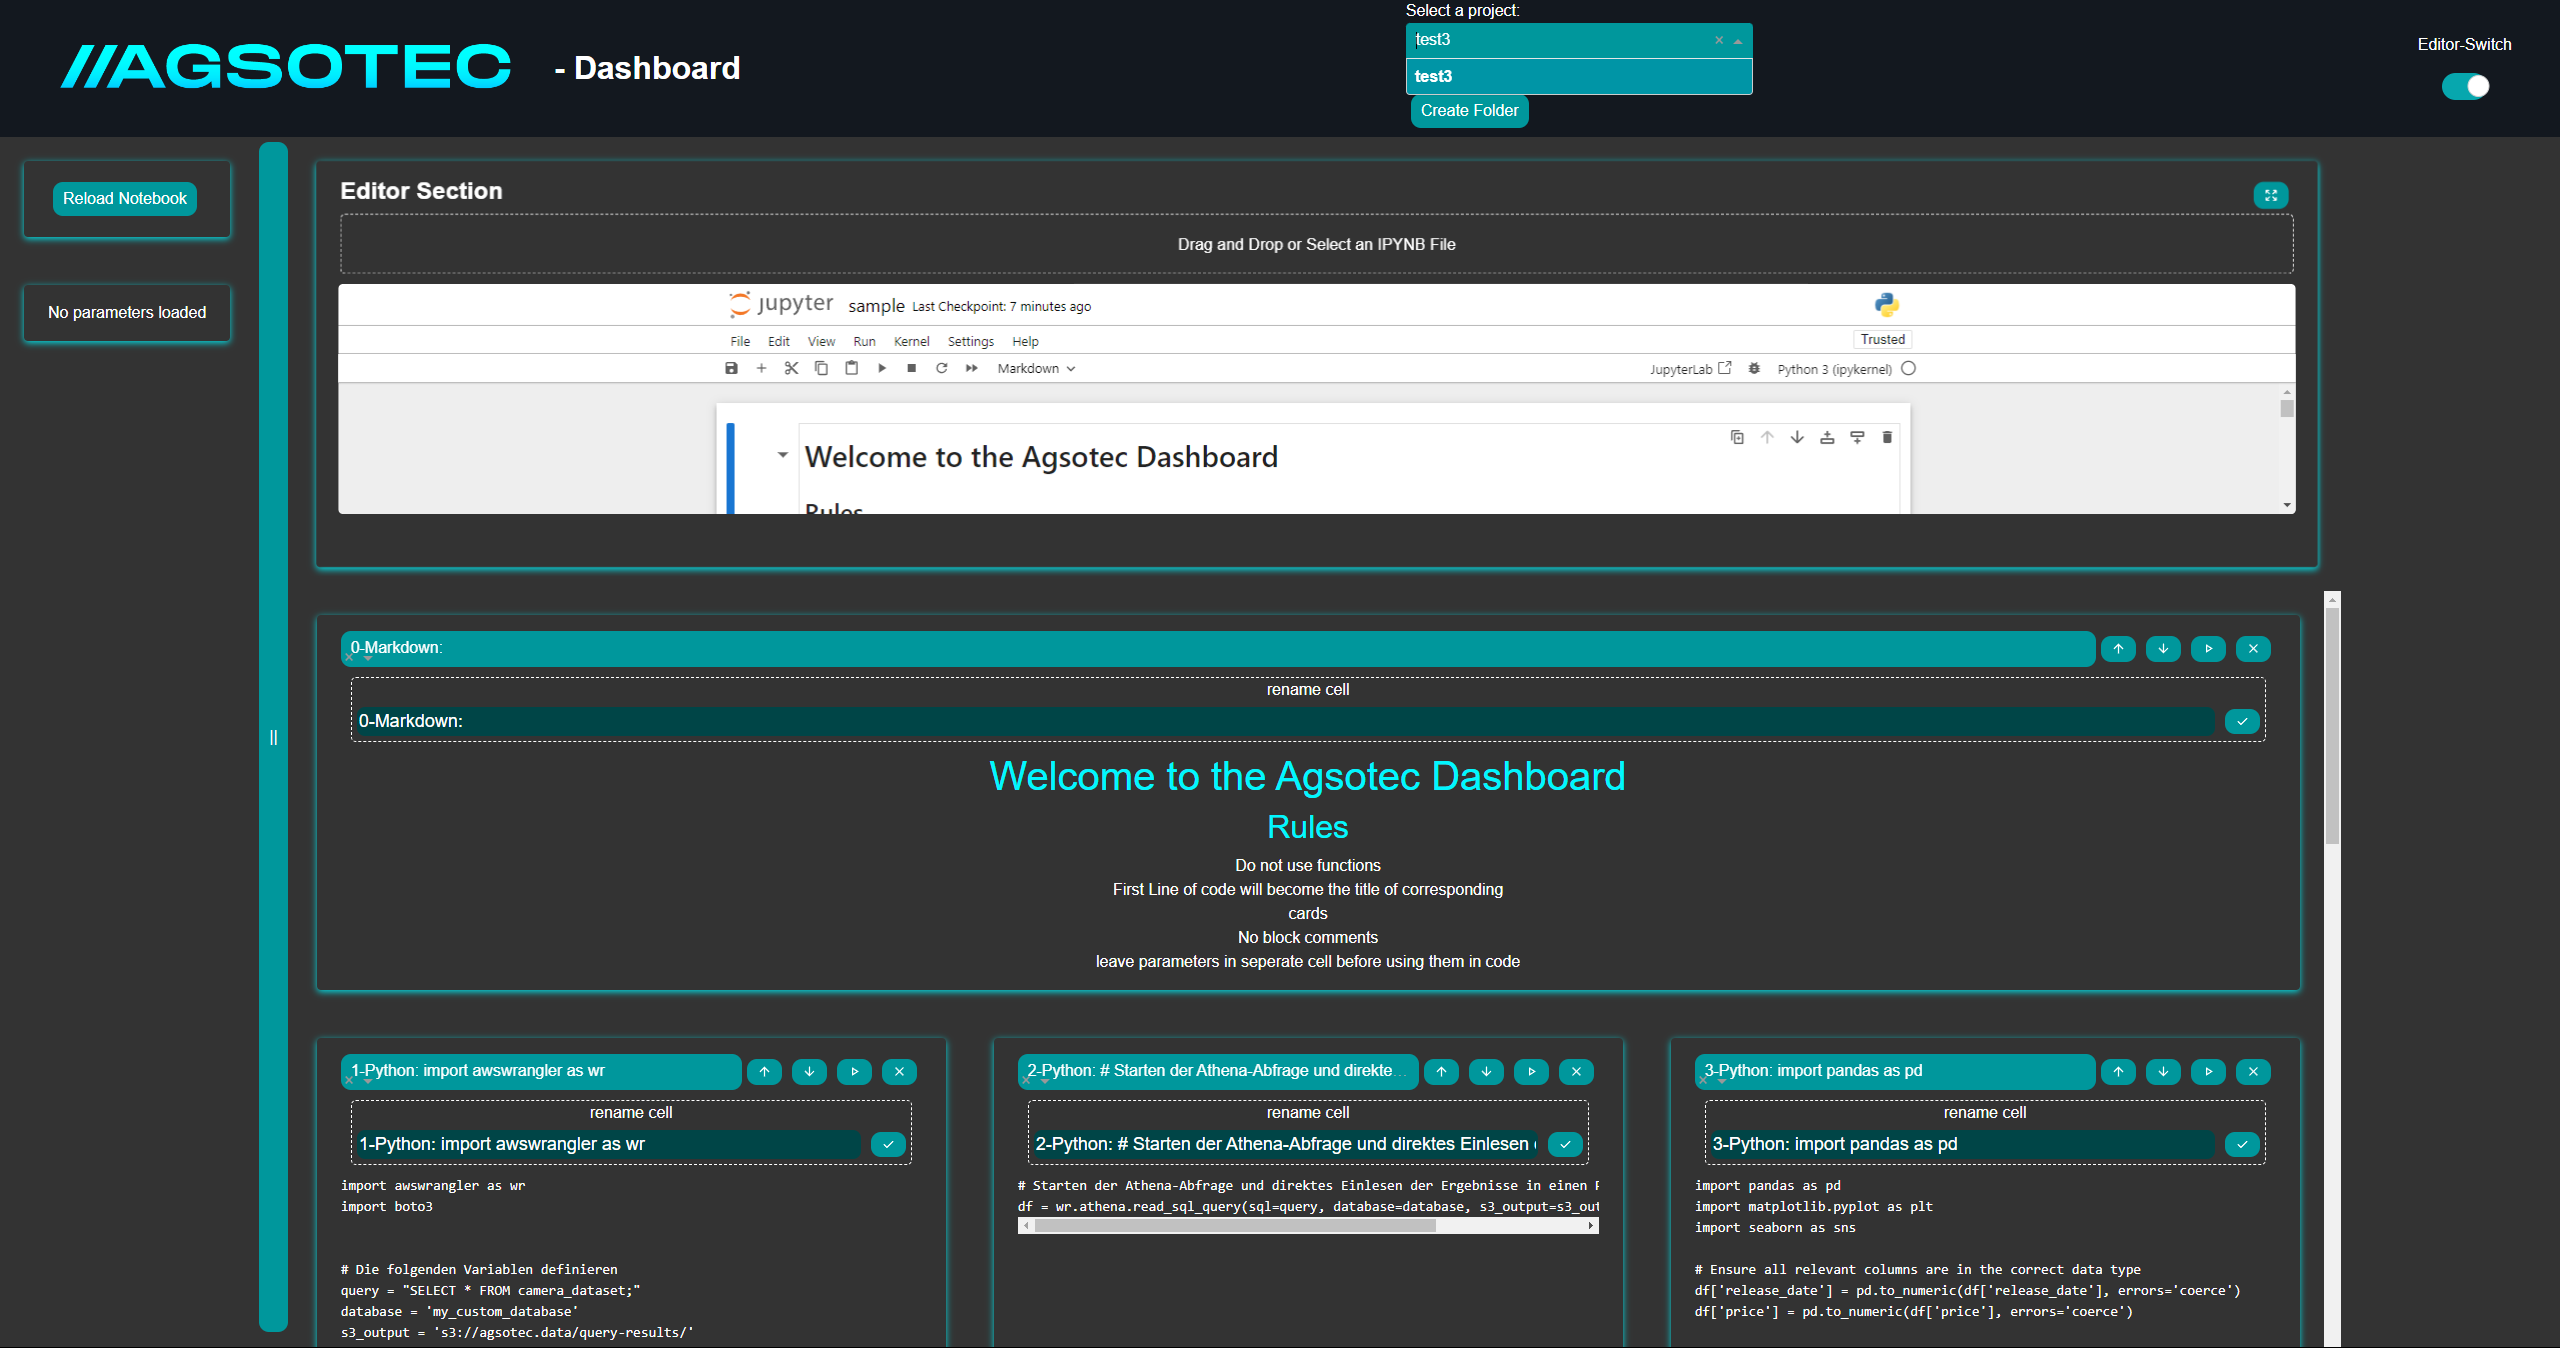 Select a project:
//AGSOTEC - Dashboard
test3
test3
Create Folder
Editor-Switch
Reload Notebook
No parameters loaded
||
Editor Section
Drag and Drop or Select an IPYNB File
jupyter sample Last Checkpoint: 7 minutes ago
File Edit View Run Kernel Settings Help
Trusted
Markdown
JupyterLab
Python 3 (ipykernel)
Welcome to the Agsotec Dashboard
Rules
0-Markdown:
rename cell
0-Markdown:
Welcome to the Agsotec Dashboard
Rules
Do not use functions
First Line of code will become the title of corresponding
cards
No block comments
leave parameters in seperate cell before using them in code
1-Python: import awswrangler as wr
rename cell
1-Python: import awswrangler as wr
import awswrangler as wr
import boto3
# Die folgenden Variablen definieren
query = "SELECT * FROM camera_dataset;"
database = 'my_custom_database'
s3_output = 's3://agsotec.data/query-results/'
2-Python: # Starten der Athena-Abfrage und direkte...
rename cell
2-Python: # Starten der Athena-Abfrage und direktes Einlesen
# Starten der Athena-Abfrage und direktes Einlesen der Ergebnisse in einen
df = wr.athena.read_sql_query(sql=query, database=database, s3_output=s3_out
3-Python: import pandas as pd
rename cell
3-Python: import pandas as pd
import pandas as pd
import matplotlib.pyplot as plt
import seaborn as sns
# Ensure all relevant columns are in the correct data type
df['release_date'] = pd.to_numeric(df['release_date'], errors='coerce')
df['price'] = pd.to_numeric(df['price'], errors='coerce')